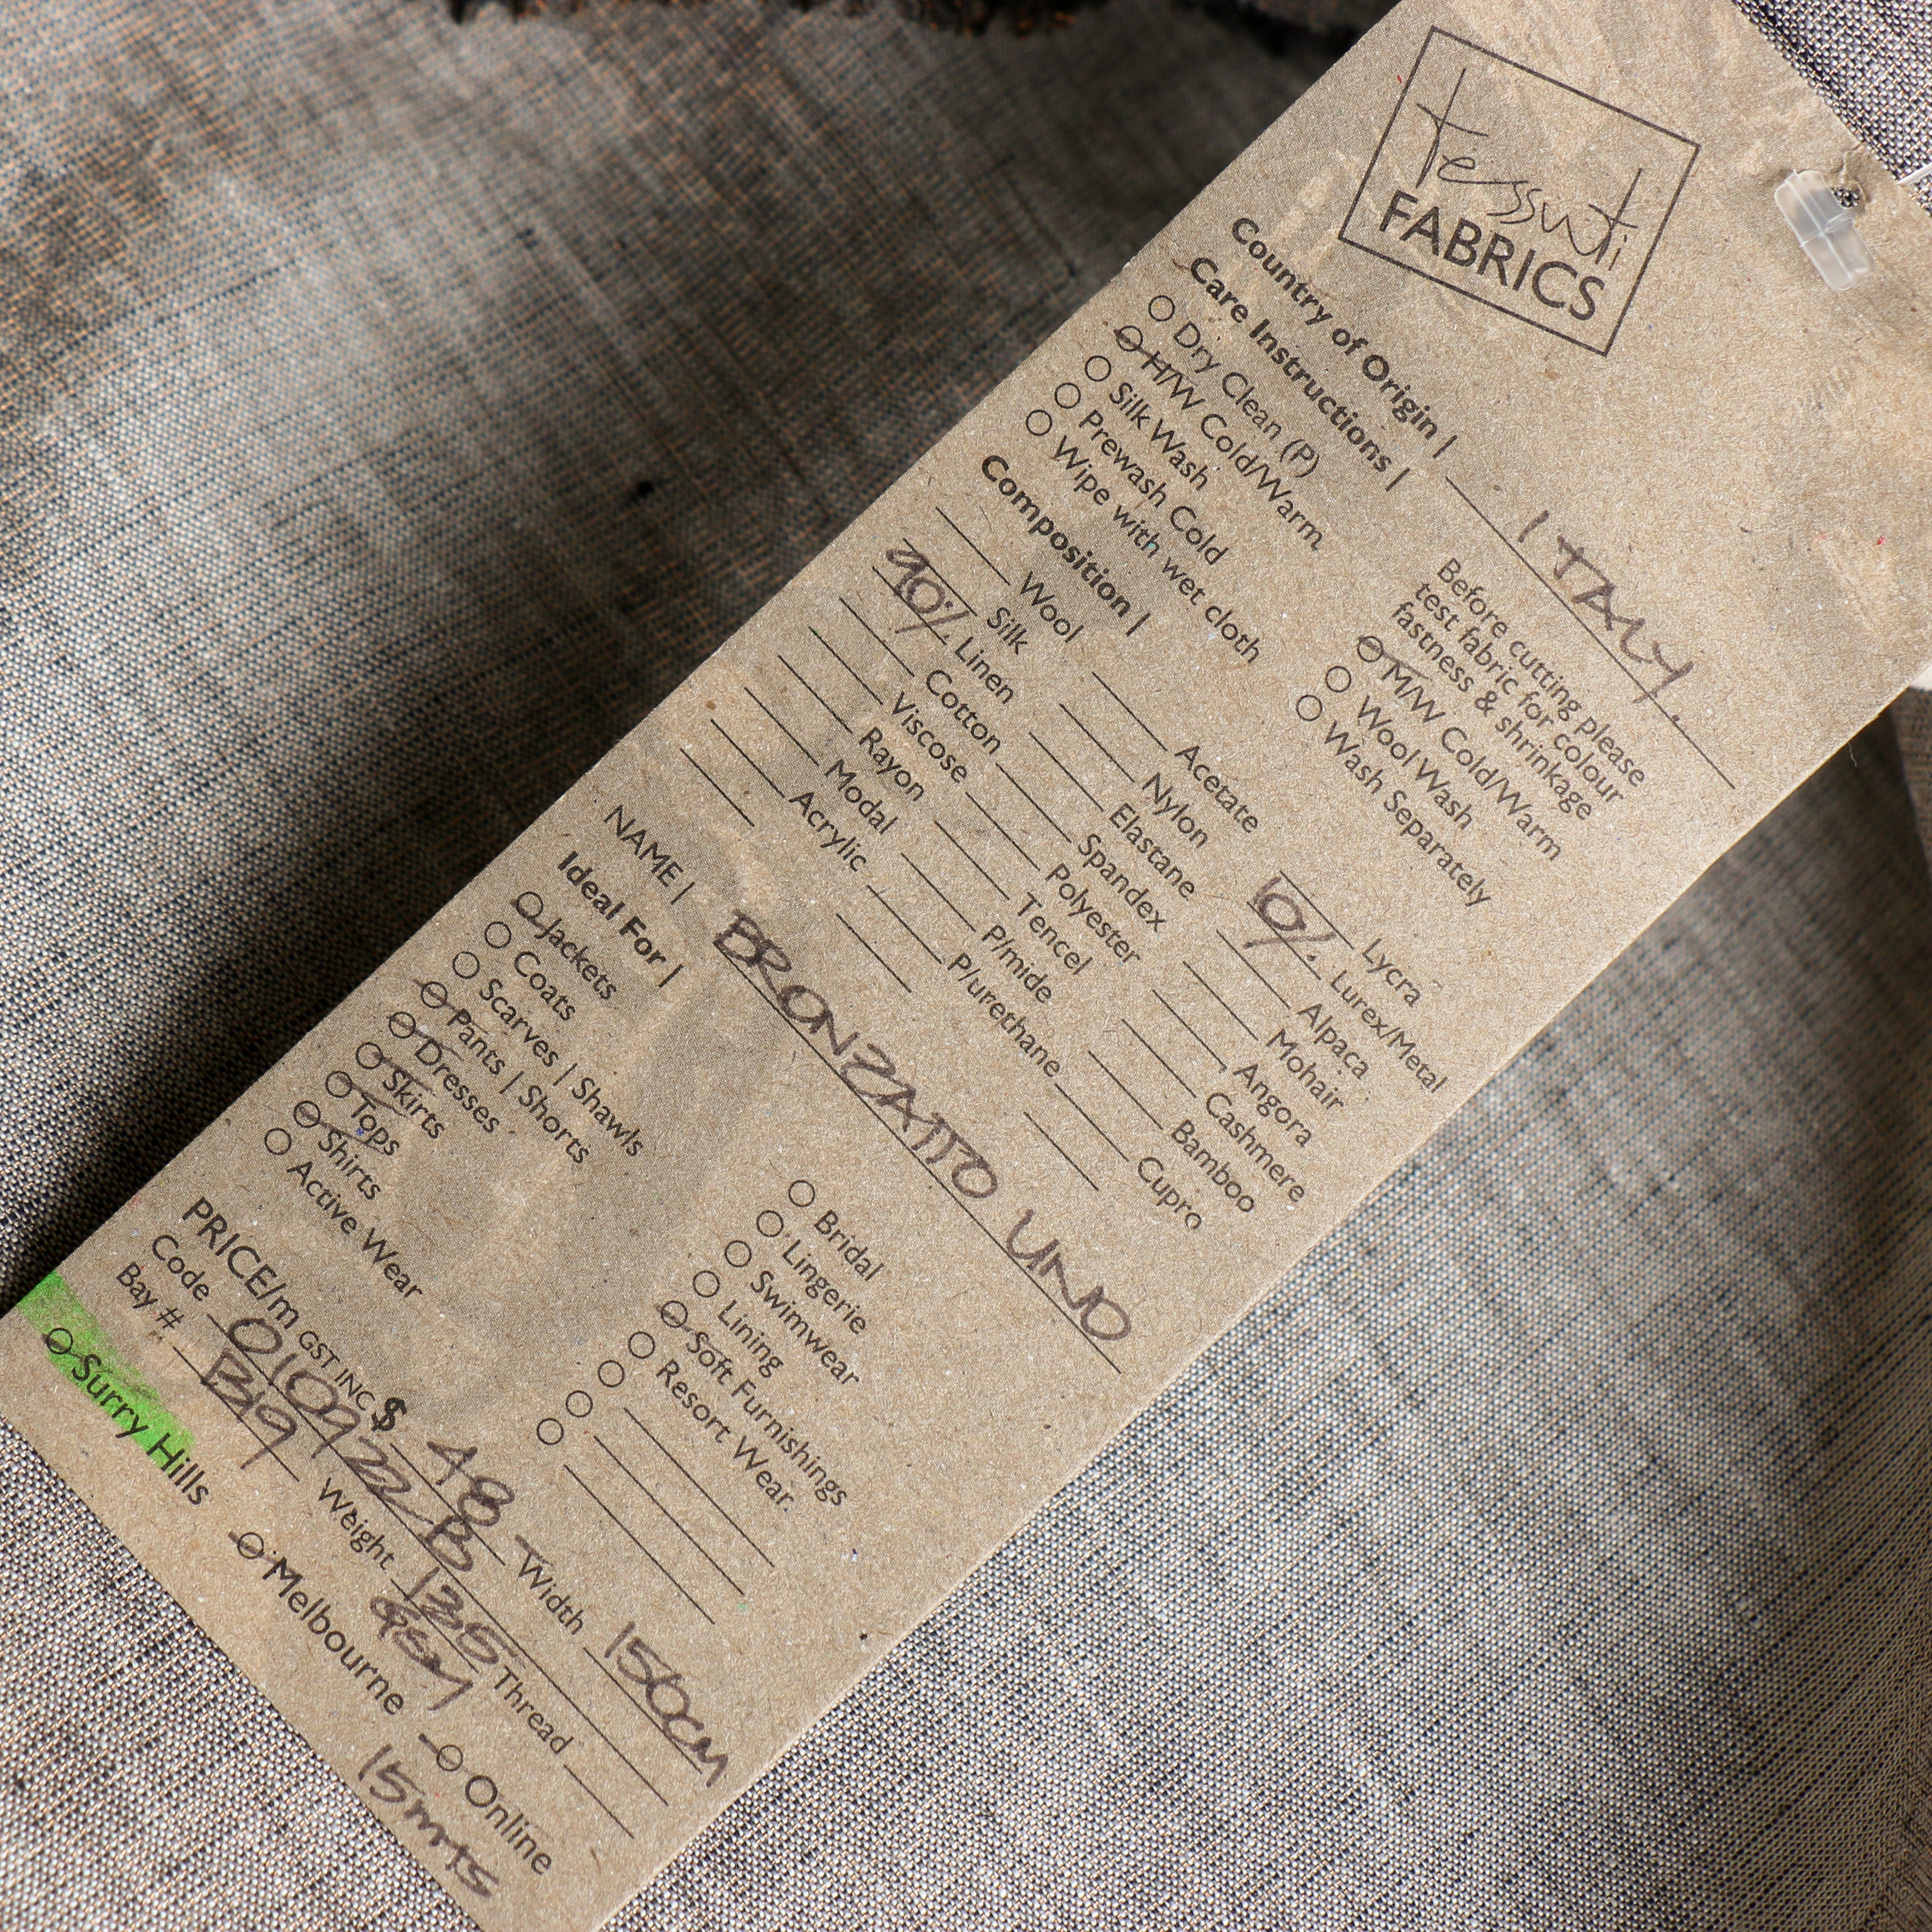 tessuti
FABRICS
Country of Origin | ITALY.
Care Instructions |
Before cutting please
test fabric for colour
fastness & shrinkage
Dry Clean (P)
H/W Cold/Warm
M/W Cold/Warm
Silk Wash
Wool Wash
Prewash Cold
Wash Separately
Wipe with wet cloth
Composition |
Wool
Acetate
Lycra
Silk
Nylon
10% Lurex/Metal
90% Linen
Elastane
Alpaca
Cotton
Spandex
Mohair
Viscose
Polyester
Angora
Rayon
Tencel
Cashmere
Modal
P/mide
Bamboo
Acrylic
P/urethane
Cupro
NAME | BRONZATTO UNO
Ideal For |
Jackets
Bridal
Coats
Lingerie
Scarves | Shawls
Swimwear
Pants | Shorts
Lining
Dresses
Soft Furnishings
Skirts
Resort Wear.
Tops
Shirts
Active Wear
PRICE/m GST INC $ 48 Width 150cm
Code 010922B
Bay # B19 Weight 135 gsm Thread
Surry Hills Melbourne Online
15mts